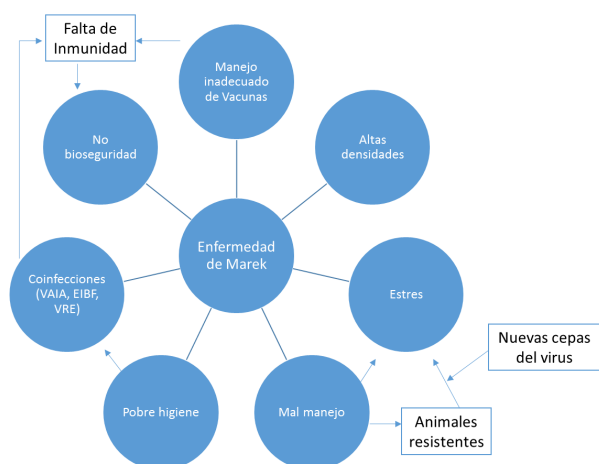 Falta de
Inmunidad
Manejo
inadecuado
de Vacunas
No
bioseguridad
Altas
densidades
Enfermedad
de Marek
Coinfecciones
(VAIA, EIBF,
VRE)
Estres
Nuevas cepas
del virus
Pobre higiene
Mal manejo
Animales
resistentes